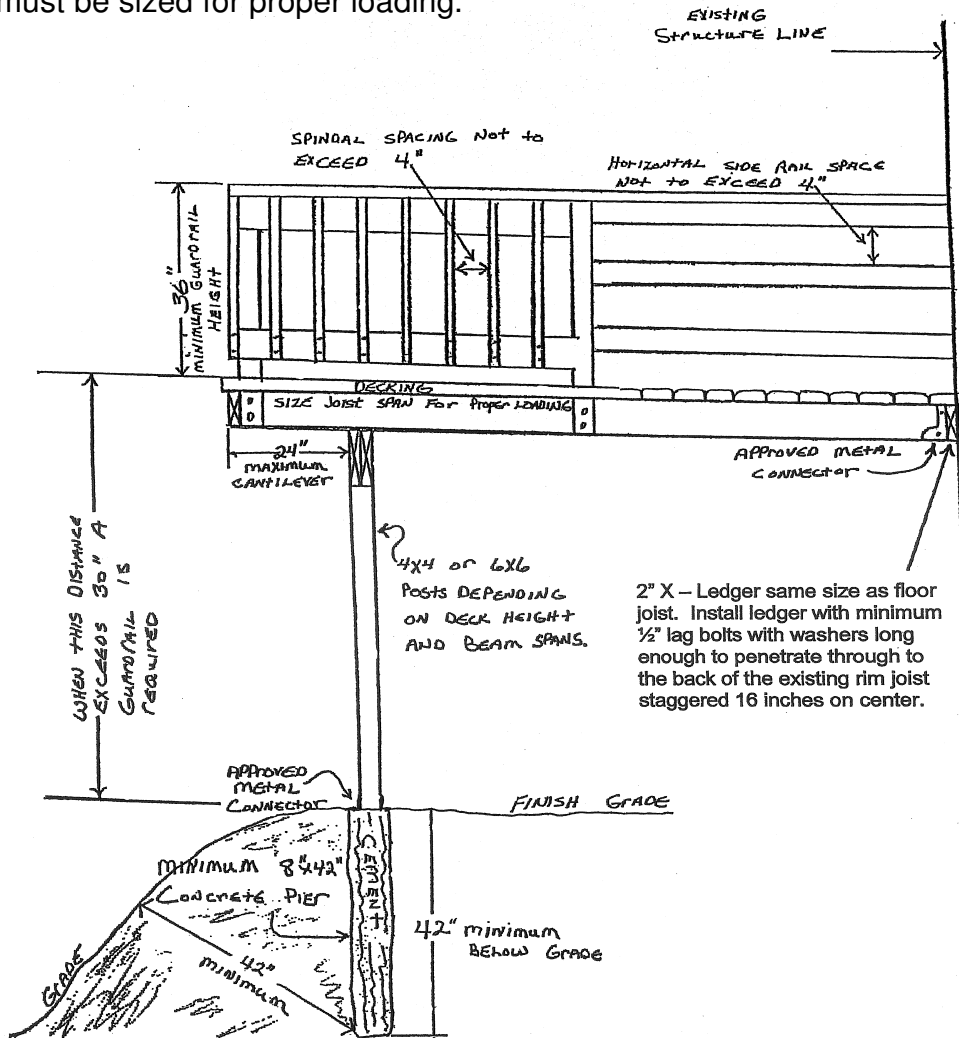 must be sized for proper loading.
EXISTING
Structure LINE
SPINDAL SPACING Not to
EXCEED 4"
HORIZONTAL SIDE RAIL SPACE
Not to EXCEED 4"
36"
MINIMUM GUARDRAIL
HEIGHT
DECKING
SIZE Joist SPAN For Proper LOADING
24"
MAXIMUM
CANTILEVER
APPROVED METAL
CONNECTOR
WHEN THIS DISTANCE
EXCEEDS 30" A
GUARDRAIL IS
REQUIRED
4X4 or 6X6
POSTS DEPENDING
ON DECK HEIGHT
AND BEAM SPANS.
2" X – Ledger same size as floor
joist. Install ledger with minimum
½" lag bolts with washers long
enough to penetrate through to
the back of the existing rim joist
staggered 16 inches on center.
APPROVED
METAL
CONNECTOR
FINISH GRADE
MINIMUM 8"x42"
Concrete Pier
CEMENT
42" minimum
BELOW GRADE
42"
minimum
GRADE